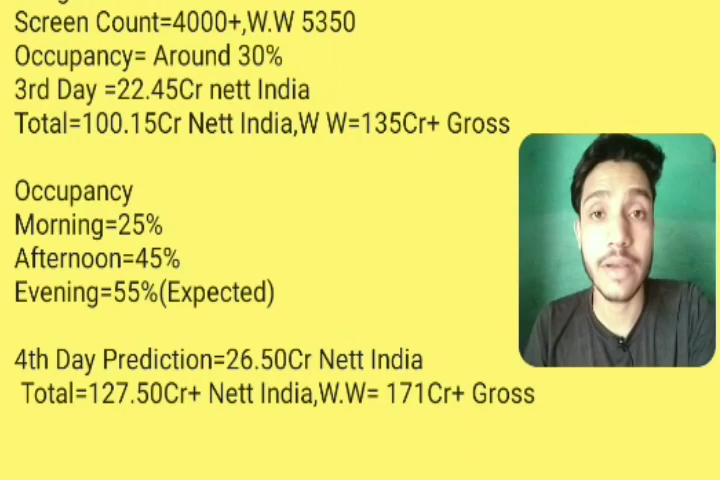 Screen Count=4000+,W.W 5350
Occupancy= Around 30%
3rd Day =22.45Cr nett India
Total=100.15Cr Nett India,W W=135Cr+ Gross
Occupancy
Morning=25%
Afternoon=45%
Evening=55%(Expected)
4th Day Prediction=26.50Cr Nett India
Total=127.50Cr+ Nett India,W.W= 171Cr+ Gross